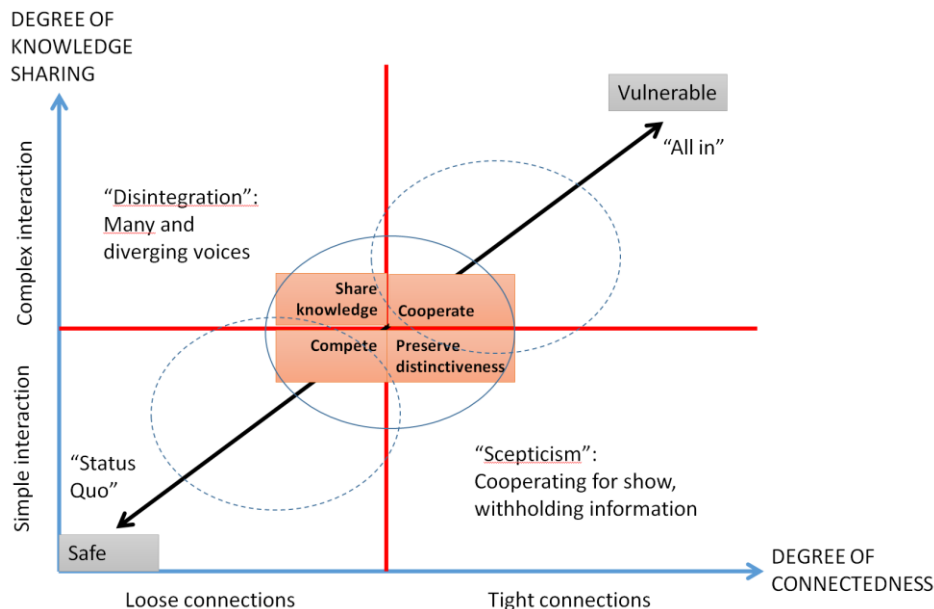 DEGREE OF
KNOWLEDGE
SHARING
Vulnerable
"All in"
Complex interaction
"Disintegration":
Many and
diverging voices
Share
knowledge
Cooperate
Compete
Preserve
distinctiveness
Simple interaction
"Status
Quo"
"Scepticism":
Cooperating for show,
withholding information
Safe
DEGREE OF
CONNECTEDNESS
Loose connections
Tight connections